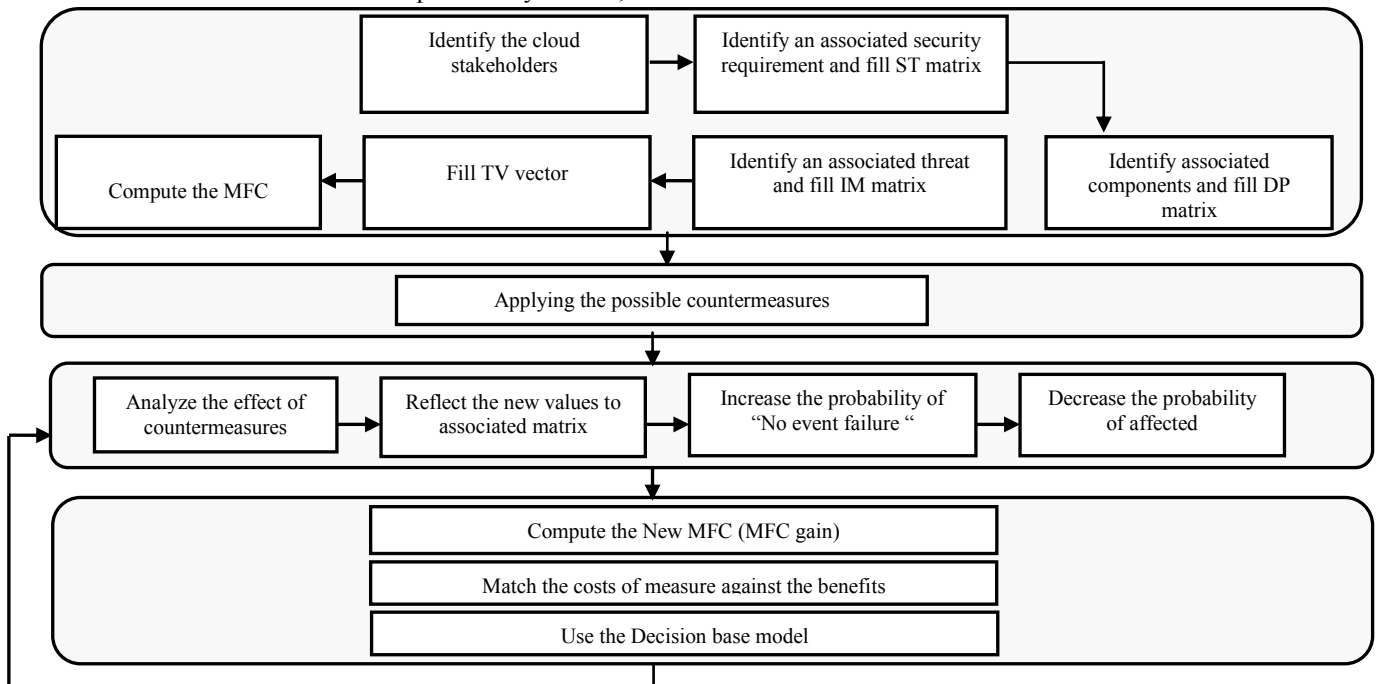 Identify the cloud
stakeholders
Identify an associated security
requirement and fill ST matrix
Compute the MFC
Fill TV vector
Identify an associated threat
and fill IM matrix
Identify associated
components and fill DP
matrix
Applying the possible countermeasures
Analyze the effect of
countermeasures
Reflect the new values to
associated matrix
Increase the probability of
“No event failure “
Decrease the probability
of affected
Compute the New MFC (MFC gain)
Match the costs of measure against the benefits
Use the Decision base model